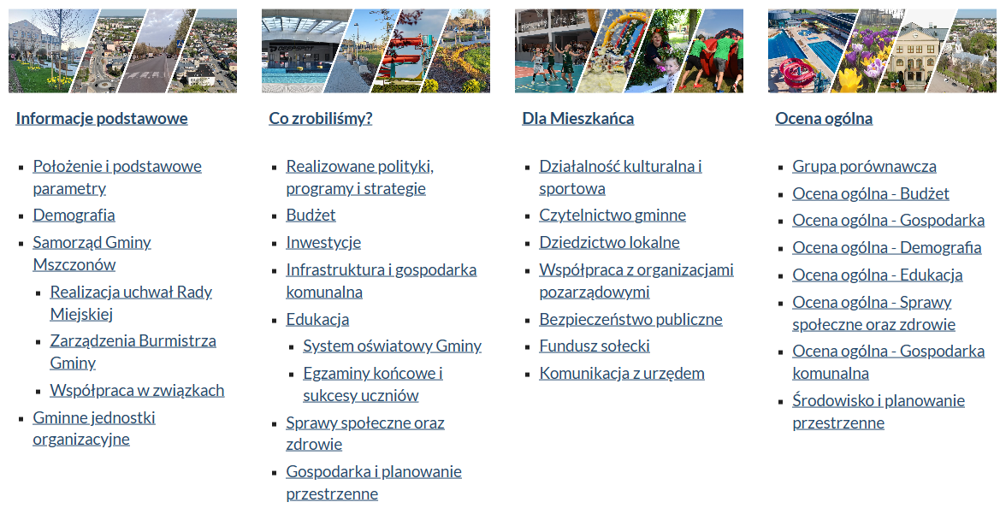 Informacje podstawowe
Położenie i podstawowe
parametry
Demografia
Samorząd Gminy
Mszczonów
Realizacja uchwał Rady
Miejskiej
Zarządzenia Burmistrza
Gminy
Współpraca w związkach
Gminne jednostki
organizacyjne
Co zrobiliśmy?
Realizowane polityki,
programy i strategie
Budżet
Inwestycje
Infrastruktura i gospodarka
komunalna
Edukacja
System oświatowy Gminy
Egzaminy końcowe i
sukcesy uczniów
Sprawy społeczne oraz
zdrowie
Gospodarka i planowanie
przestrzenne
Dla Mieszkańca
Działalność kulturalna i
sportowa
Czytelnictwo gminne
Dziedzictwo lokalne
Współpraca z organizacjami
pozarządowymi
Bezpieczeństwo publiczne
Fundusz sołecki
Komunikacja z urzędem
Ocena ogólna
Grupa porównawcza
Ocena ogólna - Budżet
Ocena ogólna - Gospodarka
Ocena ogólna - Demografia
Ocena ogólna - Edukacja
Ocena ogólna - Sprawy
społeczne oraz zdrowie
Ocena ogólna - Gospodarka
komunalna
Środowisko i planowanie
przestrzenne